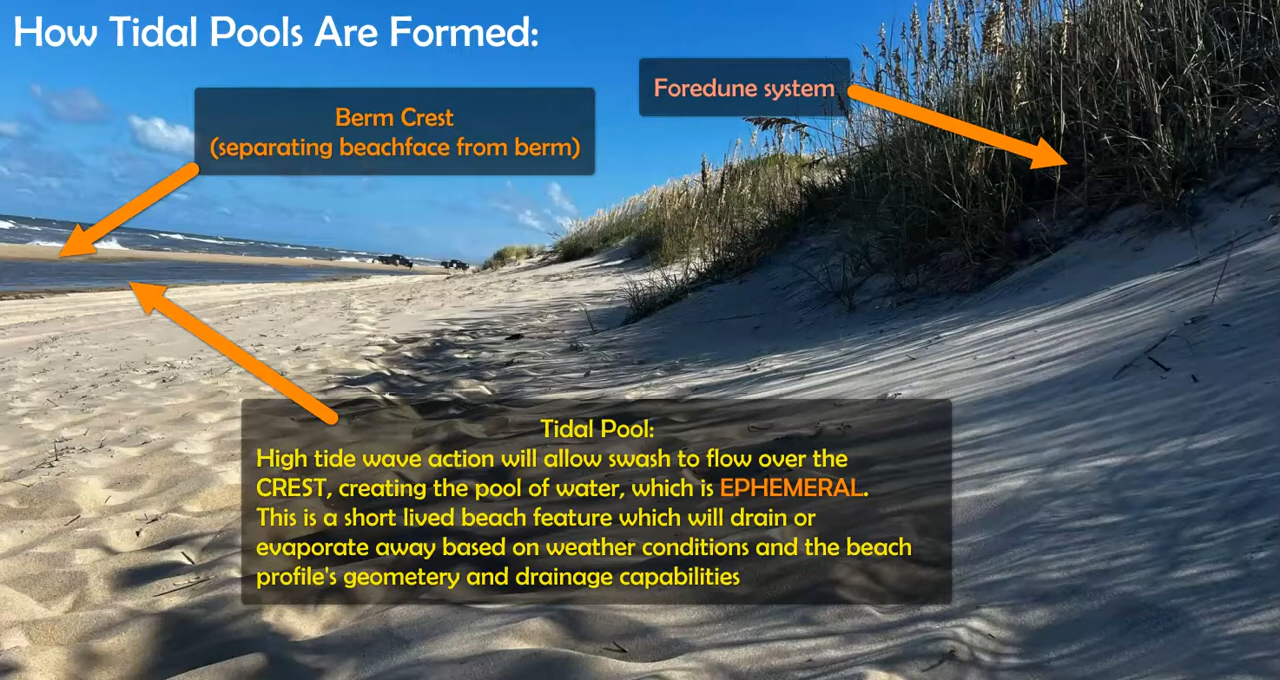 How Tidal Pools Are Formed:
Berm Crest
(separating beachface from berm)
Foredune system
Tidal Pool:
High tide wave action will allow swash to flow over the
CREST, creating the pool of water, which is EPHEMERAL.
This is a short lived beach feature which will drain or
evaporate away based on weather conditions and the beach
profile's geometery and drainage capabilities